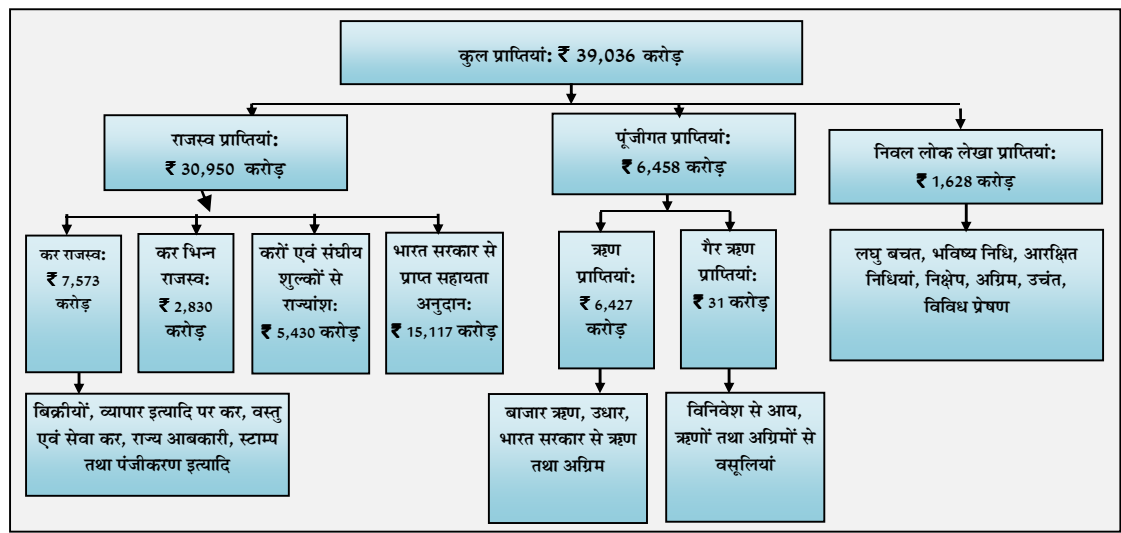 कुल प्राप्तियां: ₹ 39,036 करोड़
राजस्व प्राप्तियां:
₹ 30,950 करोड़
पूंजीगत प्राप्तियां:
₹ 6,458 करोड़
निवल लोक लेखा प्राप्तियां:
₹ 1,628 करोड़
कर राजस्व:
₹ 7,573
करोड़
कर भिन्न
राजस्व:
₹ 2,830
करोड़
करों एवं संघीय
शुल्कों से
राज्यांश:
₹ 5,430 करोड़
भारत सरकार से
प्राप्त सहायता
अनुदान:
₹ 15,117 करोड़
ऋण
प्राप्तियां:
₹ 6,427
करोड़
गैर ऋण
प्राप्तियां:
₹ 31 करोड़
लघु बचत, भविष्य निधि, आरक्षित
निधियां, निक्षेप, अग्रिम, उचंत,
विविध प्रेषण
बिक्रीयों, व्यापार इत्यादि पर कर, वस्तु
एवं सेवा कर, राज्य आबकारी, स्टाम्प
तथा पंजीकरण इत्यादि
बाजार ऋण, उधार,
भारत सरकार से ऋण
तथा अग्रिम
विनिवेश से आय,
ऋणों तथा अग्रिमों से
वसूलियां